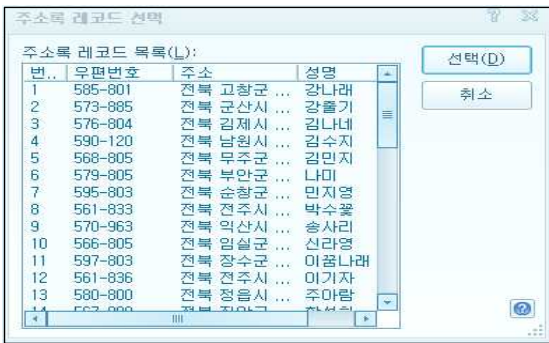 주소록 레코드 선택
주소록 레코드 목록(L):
선택(D)
취소
번.. 우편번호 주소 성명
1 585-801 전북 고창군 ... 강나래
2 573-885 전북 군산시 ... 강줄기
3 576-804 전북 김제시 ... 김나네
4 590-120 전북 남원시 ... 김수지
5 568-805 전북 무주군 ... 김민지
6 579-805 전북 부안군 ... 나미
7 595-803 전북 순창군 ... 민지영
8 561-833 전북 전주시 ... 박수꽃
9 570-963 전북 익산시 ... 송사리
10 566-805 전북 임실군 ... 신라영
11 597-803 전북 장수군 ... 이꿈나래
12 561-836 전북 전주시 ... 이기자
13 580-800 전북 정읍시 ... 주아람
14 전북